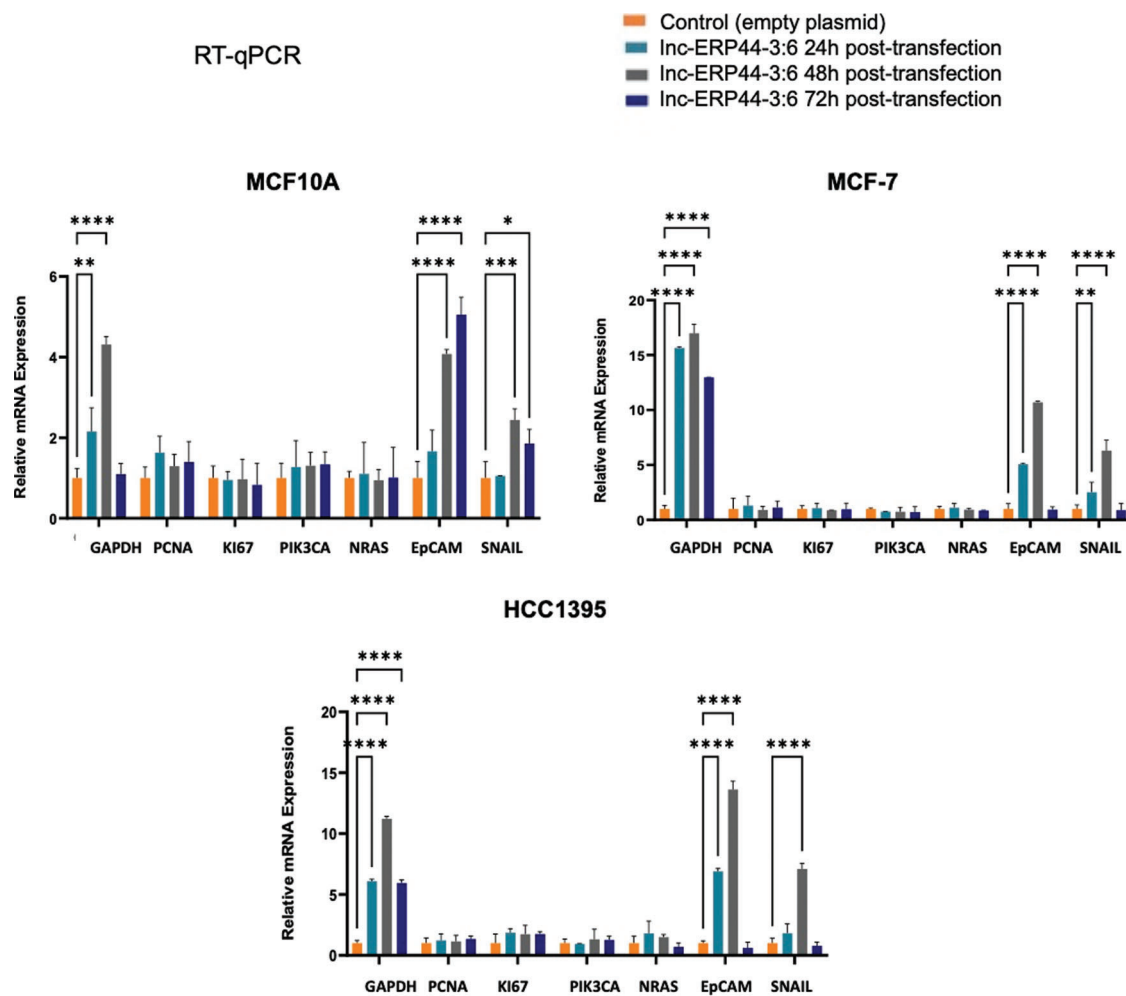 RT-qPCR
Control (empty plasmid)
lnc-ERP44-3:6 24h post-transfection
lnc-ERP44-3:6 48h post-transfection
lnc-ERP44-3:6 72h post-transfection
MCF10A
Relative mRNA Expression
6
4
2
0
**
****
****
****
***
*
GAPDH PCNA KI67 PIK3CA NRAS EpCAM SNAIL
MCF-7
Relative mRNA Expression
20
15
10
5
0
****
****
****
****
****
**
****
GAPDH PCNA KI67 PIK3CA NRAS EpCAM SNAIL
HCC1395
Relative mRNA Expression
20
15
10
5
0
****
****
****
****
****
****
GAPDH PCNA KI67 PIK3CA NRAS EpCAM SNAIL